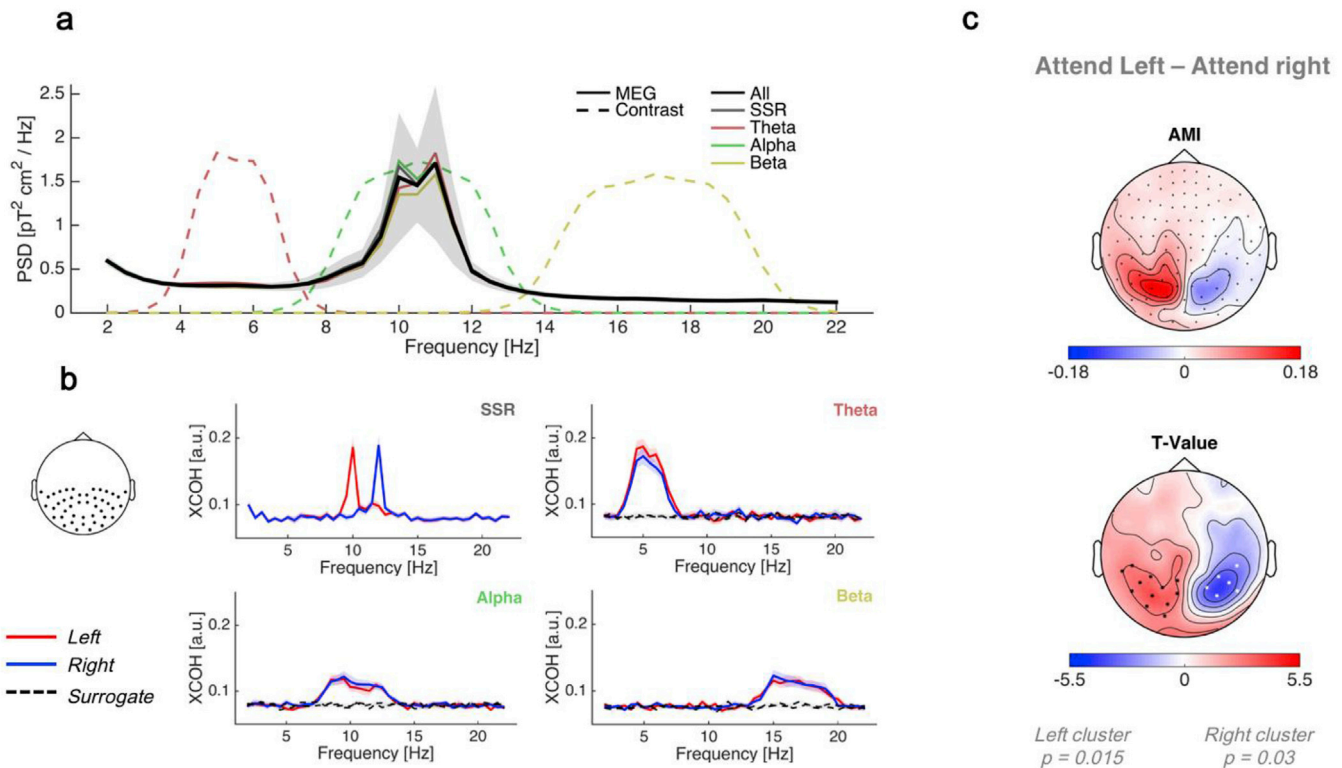 a
PSD [pT² cm² / Hz]
2.5
2
1.5
1
0.5
0
2 4 6 8 10 12 14 16 18 20 22
Frequency [Hz]
MEG
Contrast
All
SSR
Theta
Alpha
Beta
b
SSR
XCOH [a.u.]
0.2
0.1
5 10 15 20
Frequency [Hz]
Theta
XCOH [a.u.]
0.2
0.1
5 10 15 20
Frequency [Hz]
Left
Right
Surrogate
Alpha
XCOH [a.u.]
0.2
0.1
5 10 15 20
Frequency [Hz]
Beta
XCOH [a.u.]
0.2
0.1
5 10 15 20
Frequency [Hz]
c
Attend Left – Attend right
AMI
-0.18 0 0.18
T-Value
-5.5 0 5.5
Left cluster
p = 0.015
Right cluster
p = 0.03